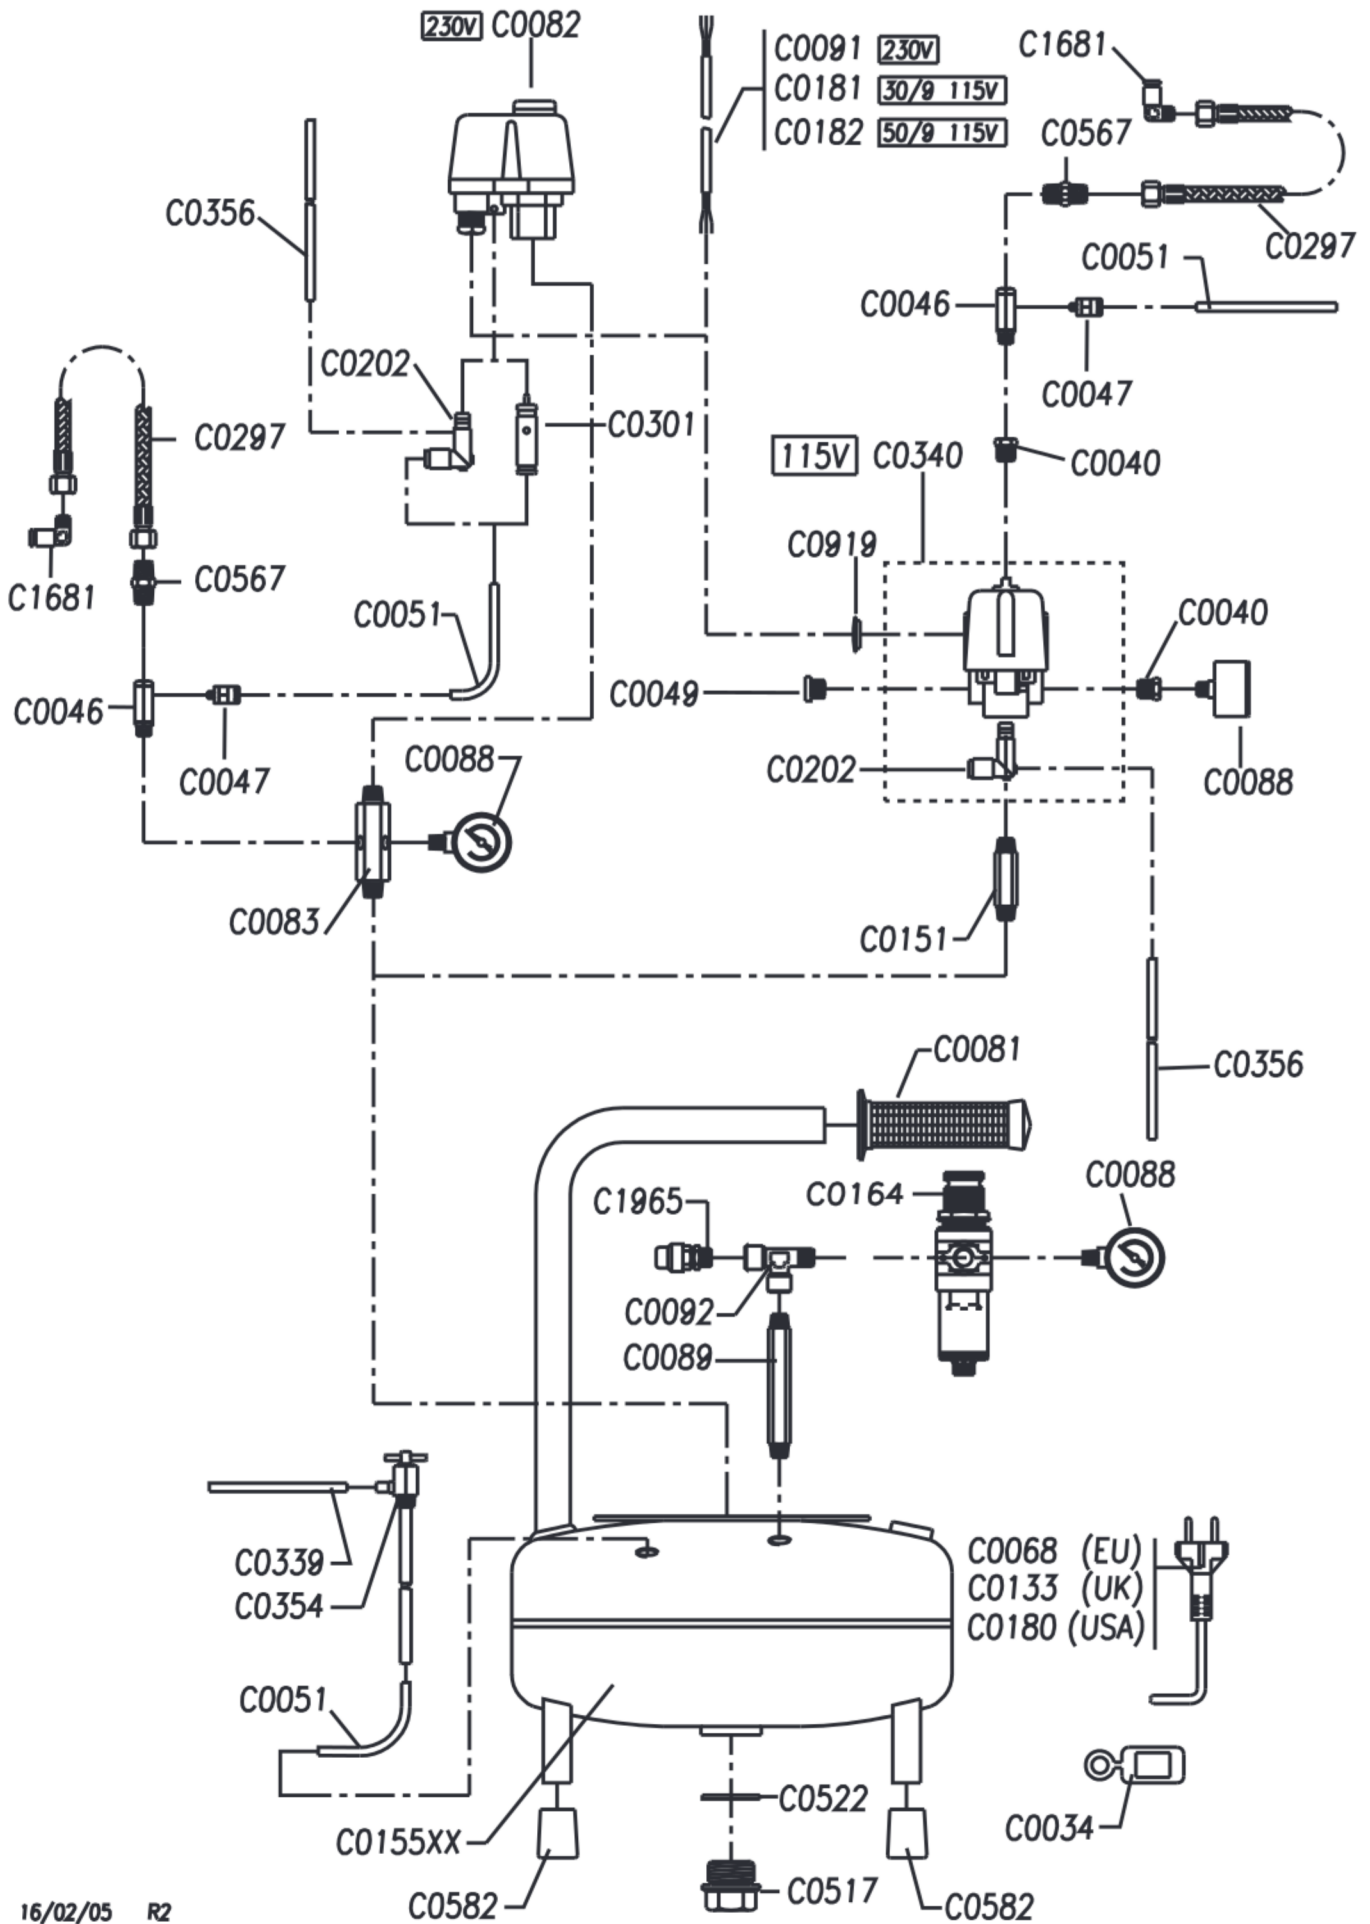 230V C0082
C0091 230V
C0181 30/9 115V
C0182 50/9 115V
C1681
C0567
C0356
C0297
C0051
C0046
C0202
C0047
C0297
C0301
115V C0340
C0040
C0919
C1681
C0567
C0051
C0040
C0049
C0046
C0047
C0088
C0202
C0088
C0083
C0151
C0081
C0356
C0088
C1965
C0164
C0092
C0089
C0339
C0354
C0068 (EU)
C0133 (UK)
C0180 (USA)
C0051
C0522
C0034
C0155XX
C0582
C0517
C0582
16/02/05 R2